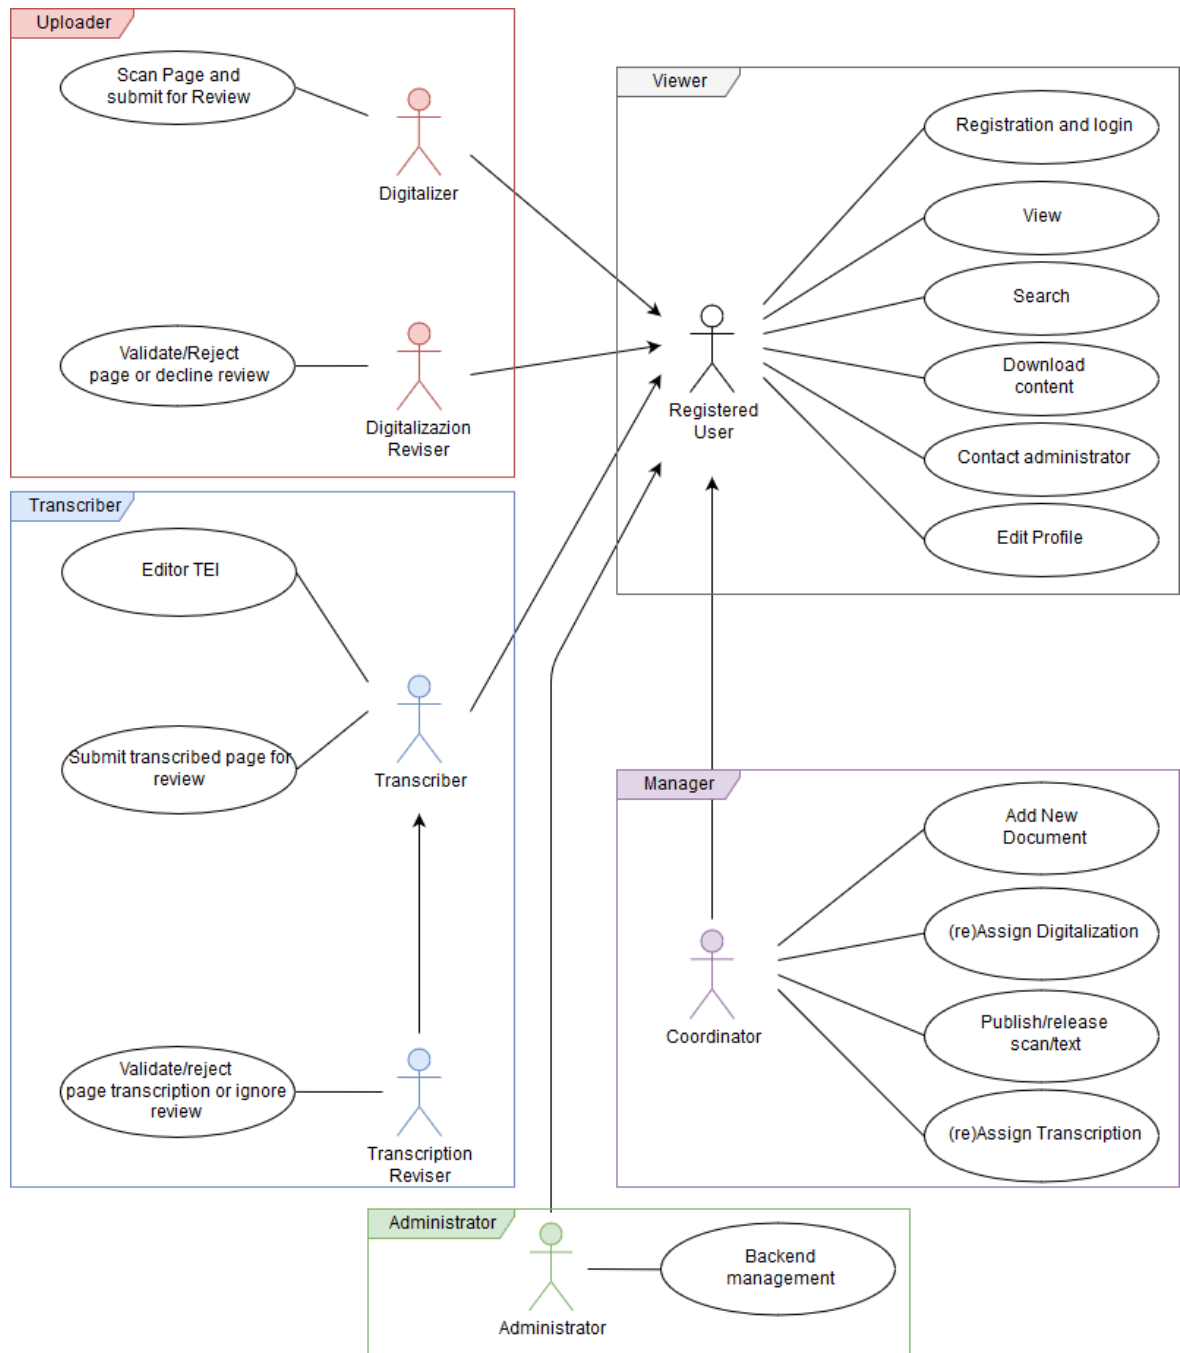 Uploader
Scan Page and
submit for Review
Digitalizer
Validate/Reject
page or decline review
Digitalizazion
Reviser
Viewer
Registration and login
View
Search
Download
content
Contact administrator
Edit Profile
Registered
User
Transcriber
Editor TEI
Submit transcribed page for
review
Transcriber
Validate/reject
page transcription or ignore
review
Transcription
Reviser
Manager
Add New
Document
(re)Assign Digitalization
Publish/release
scan/text
(re)Assign Transcription
Coordinator
Administrator
Backend
management
Administrator